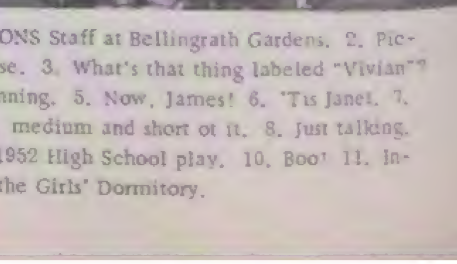 ONS Staff at Bellingrath Gardens. 2. Pic-
se. 3. What's that thing labeled "Vivian"?
nning. 5. Now, James! 6. 'Tis Janet. 7.
medium and short ot it. 8. Just talking.
1952 High School play. 10. Boo! 11. In-
the Girls' Dormitory.